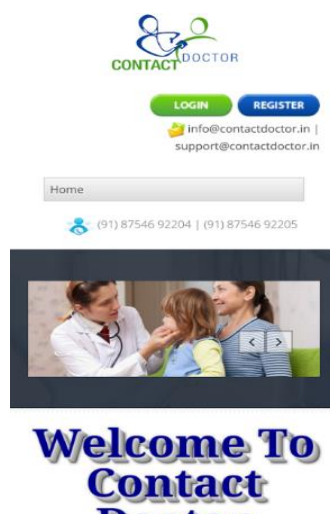 CONTACT DOCTOR
LOGIN REGISTER
info@contactdoctor.in |
support@contactdoctor.in
Home
(91) 87546 92204 | (91) 87546 92205
Welcome To
Contact